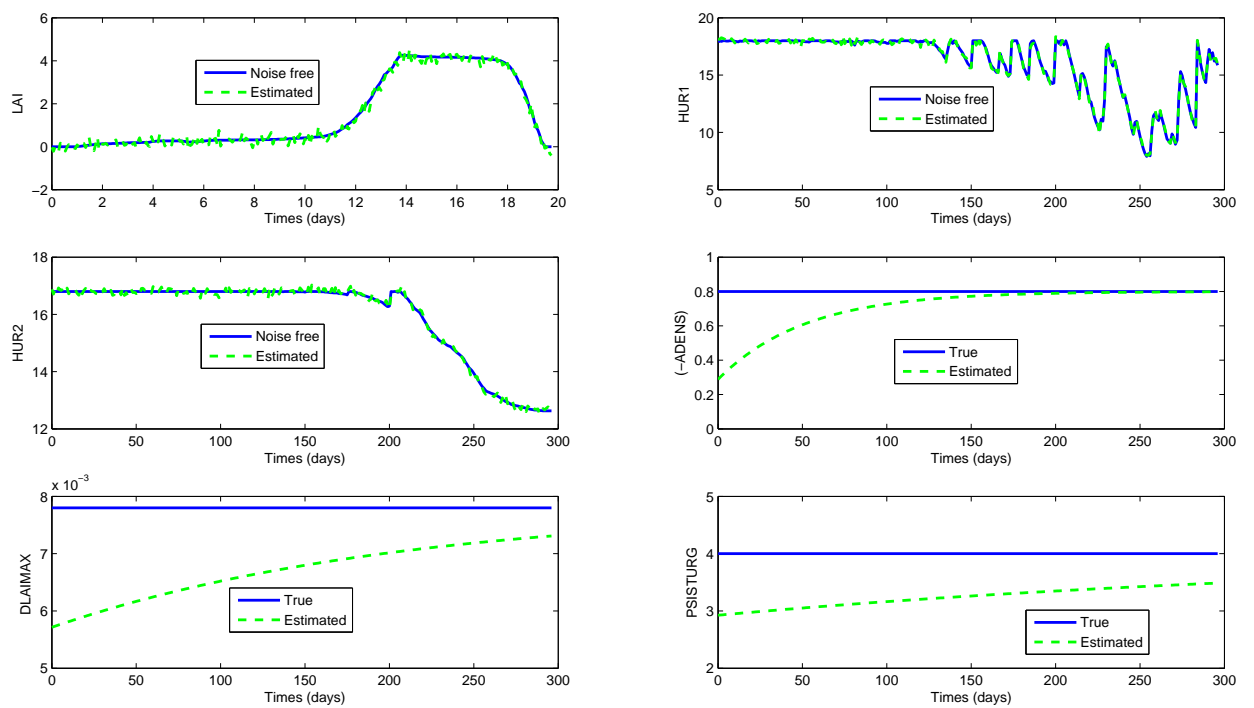 6
4
2
0
−2
LAI
Noise free
Estimated
0 2 4 6 8 10 12 14 16 18 20
Times (days)
20
15
10
5
HUR1
Noise free
Estimated
0 50 100 150 200 250 300
Times (days)
18
16
14
12
HUR2
Noise free
Estimated
0 50 100 150 200 250 300
Times (days)
1
0.8
0.6
0.4
0.2
0
(−ADENS)
True
Estimated
0 50 100 150 200 250 300
Times (days)
x 10−3
8
7
6
5
DLAIMAX
True
Estimated
0 50 100 150 200 250 300
Times (days)
5
4
3
2
PSISTURG
True
Estimated
0 50 100 150 200 250 300
Times (days)